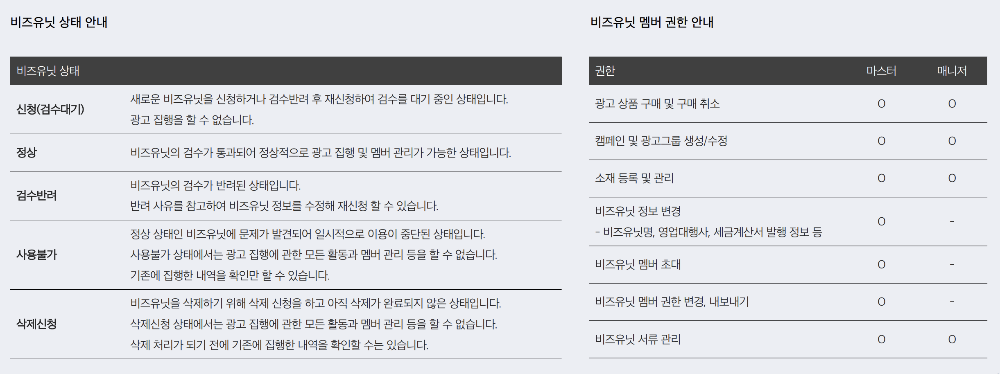 비즈유닛 상태 안내
비즈유닛 상태
신청(검수대기)
새로운 비즈유닛을 신청하거나 검수반려 후 재신청하여 검수를 대기 중인 상태입니다.
광고 집행을 할 수 없습니다.
정상
비즈유닛의 검수가 통과되어 정상적으로 광고 집행 및 멤버 관리가 가능한 상태입니다.
검수반려
비즈유닛의 검수가 반려된 상태입니다.
반려 사유를 참고하여 비즈유닛 정보를 수정해 재신청 할 수 있습니다.
사용불가
정상 상태인 비즈유닛에 문제가 발견되어 일시적으로 이용이 중단된 상태입니다.
사용불가 상태에서는 광고 집행에 관한 모든 활동과 멤버 관리 등을 할 수 없습니다.
기존에 집행한 내역을 확인만 할 수 있습니다.
삭제신청
비즈유닛을 삭제하기 위해 삭제 신청을 하고 아직 삭제가 완료되지 않은 상태입니다.
삭제신청 상태에서는 광고 집행에 관한 모든 활동과 멤버 관리 등을 할 수 없습니다.
삭제 처리가 되기 전에 기존에 집행한 내역을 확인할 수는 있습니다.
비즈유닛 멤버 권한 안내
권한 마스터 매니저
광고 상품 구매 및 구매 취소 O O
캠페인 및 광고그룹 생성/수정 O O
소재 등록 및 관리 O O
비즈유닛 정보 변경
- 비즈유닛명, 영업대행사, 세금계산서 발행 정보 등 O -
비즈유닛 멤버 초대 O -
비즈유닛 멤버 권한 변경, 내보내기 O -
비즈유닛 서류 관리 O O